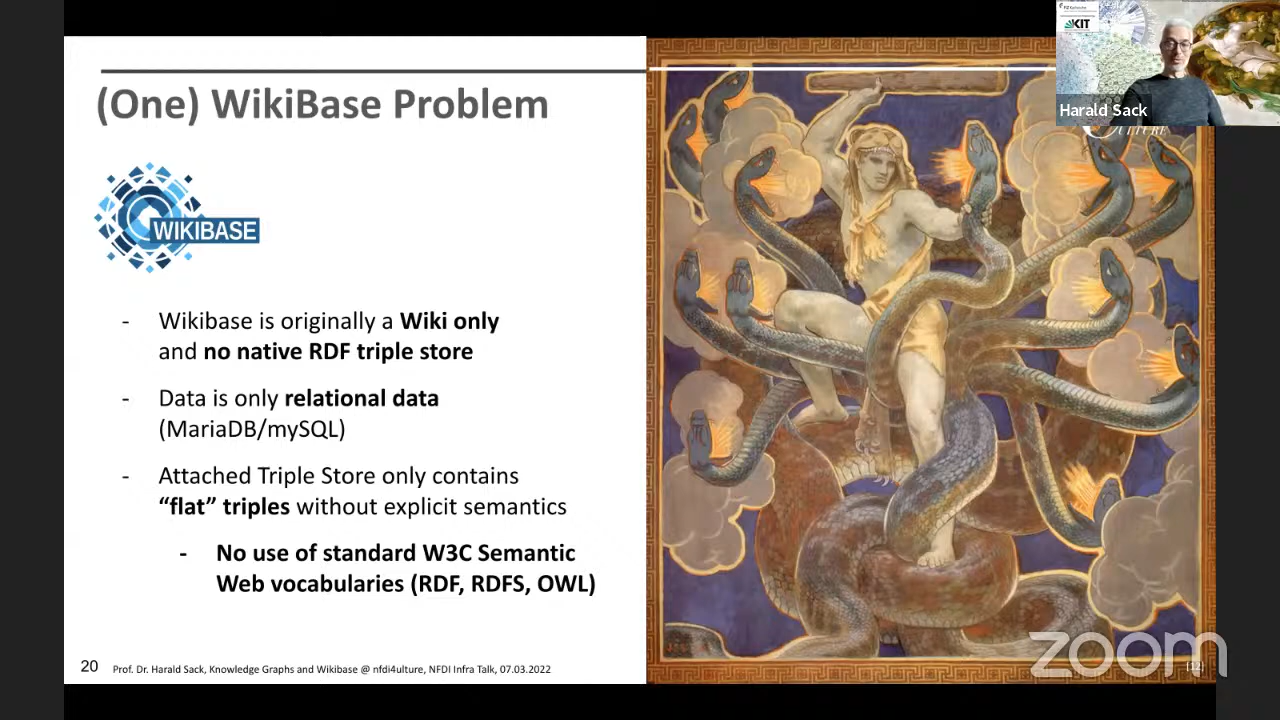 (One) WikiBase Problem
WIKIBASE
- Wikibase is originally a Wiki only
and no native RDF triple store
- Data is only relational data
(MariaDB/mySQL)
- Attached Triple Store only contains
“flat” triples without explicit semantics
- No use of standard W3C Semantic
Web vocabularies (RDF, RDFS, OWL)
20 Prof. Dr. Harald Sack, Knowledge Graphs and Wikibase @ nfdi4ulture, NFDI Infra Talk, 07.03.2022
KIT
Harald Sack
CULTURE
zoom
[12]